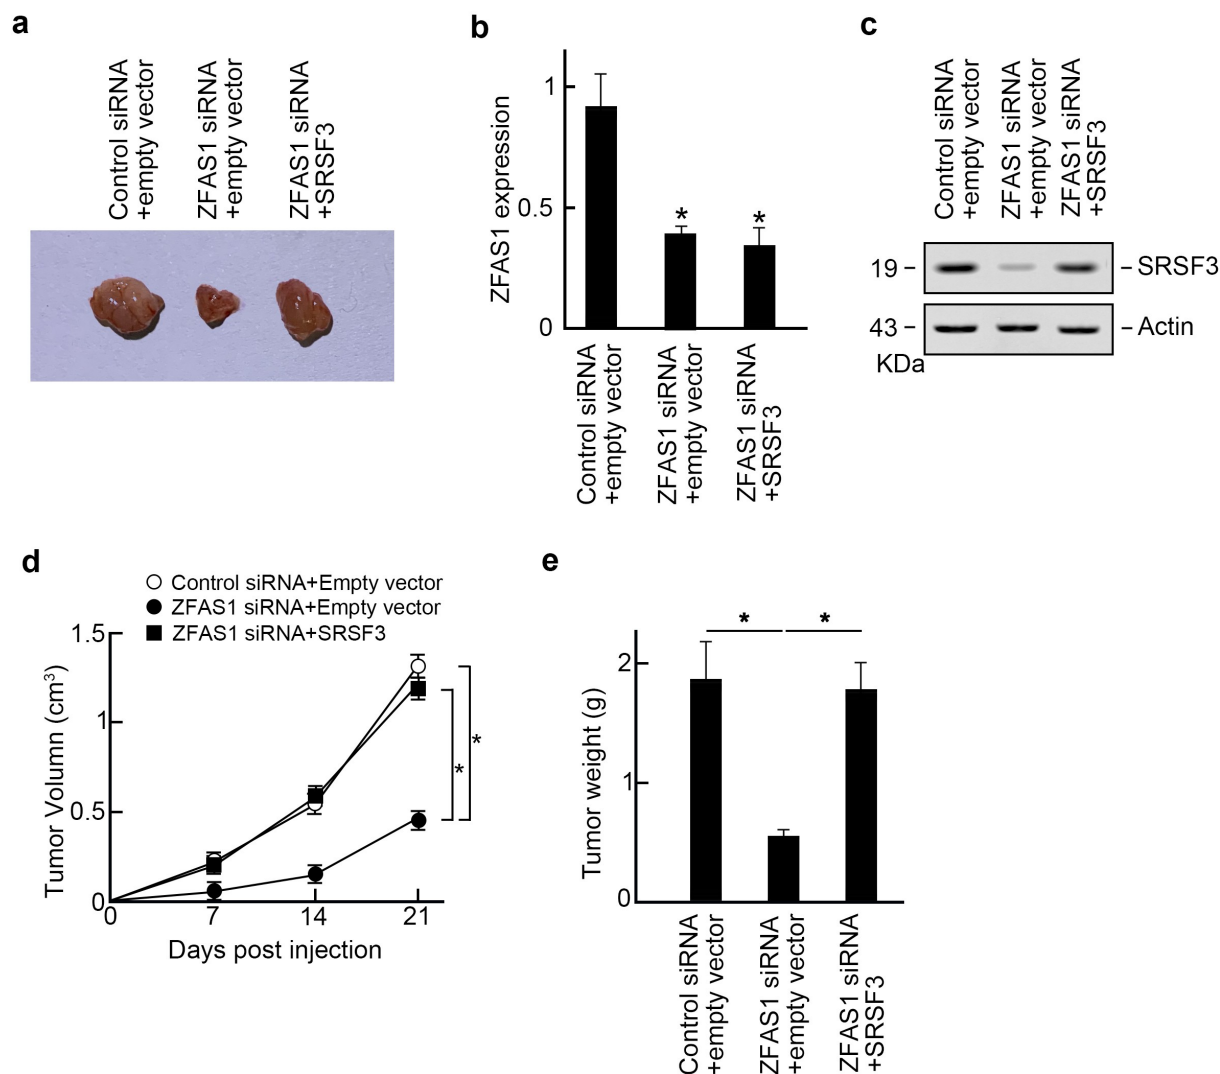 a
Control siRNA
+empty vector
ZFAS1 siRNA
+empty vector
ZFAS1 siRNA
+SRSF3
b
ZFAS1 expression
1
0.5
0
*
*
Control siRNA
+empty vector
ZFAS1 siRNA
+empty vector
ZFAS1 siRNA
+SRSF3
c
Control siRNA
+empty vector
ZFAS1 siRNA
+empty vector
ZFAS1 siRNA
+SRSF3
19 – – SRSF3
43 – – Actin
KDa
d
Control siRNA+Empty vector
ZFAS1 siRNA+Empty vector
ZFAS1 siRNA+SRSF3
Tumor Volumn (cm³)
1.5
1
0.5
0
0 7 14 21
Days post injection
*
*
e
* *
Tumor weight (g)
2
1
0
Control siRNA
+empty vector
ZFAS1 siRNA
+empty vector
ZFAS1 siRNA
+SRSF3